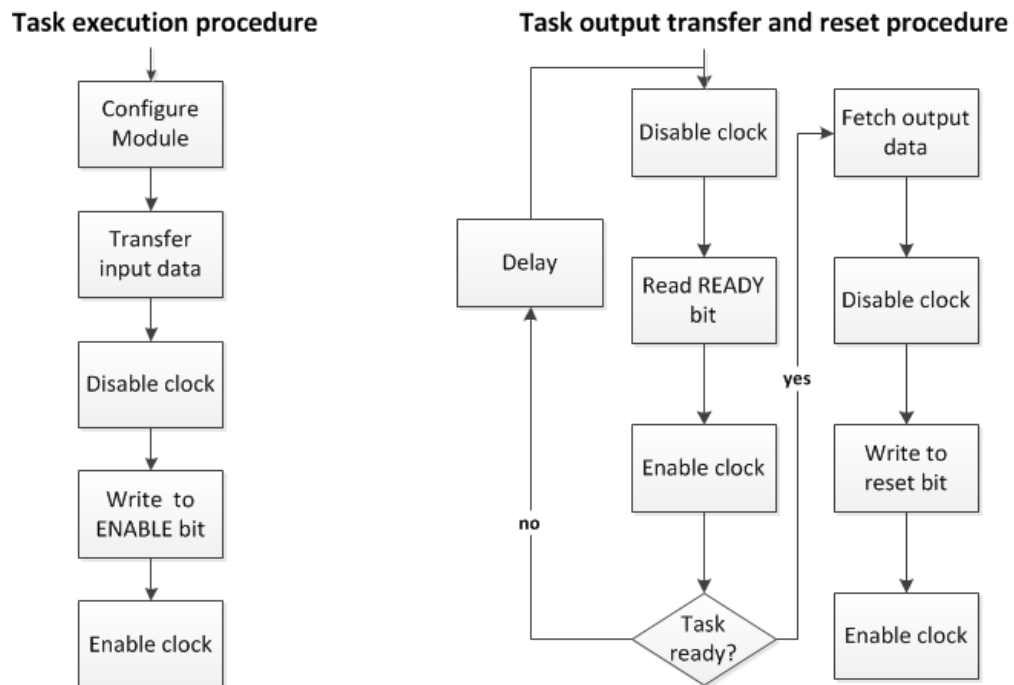 Task execution procedure
Configure
Module
Transfer
input data
Disable clock
Write to
ENABLE bit
Enable clock
Task output transfer and reset procedure
Disable clock
Read READY
bit
Enable clock
Task
ready?
no
Delay
yes
Fetch output
data
Disable clock
Write to
reset bit
Enable clock